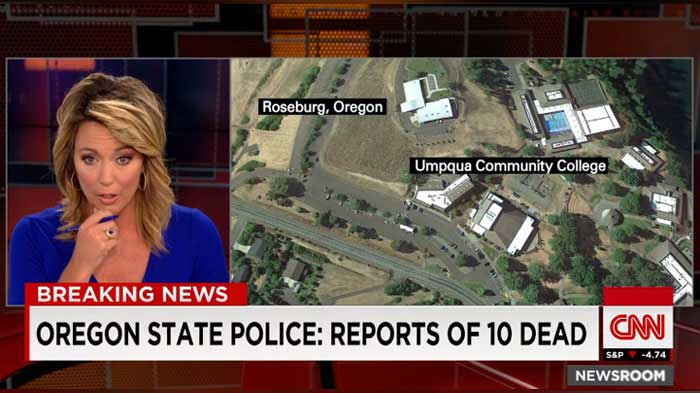 Roseburg, Oregon
Umpqua Community College
BREAKING NEWS
OREGON STATE POLICE: REPORTS OF 10 DEAD
CNN
S&P ▼ -4.74
NEWSROOM